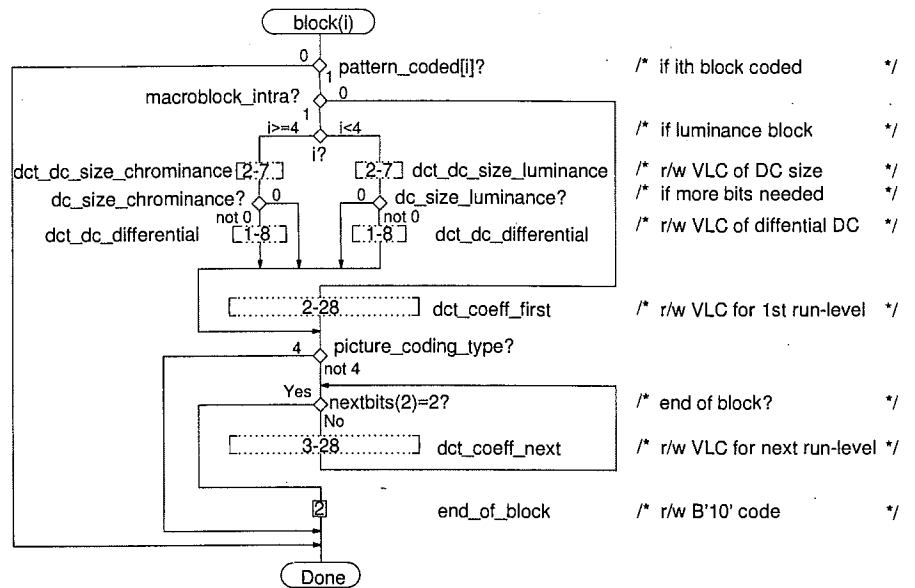 block(i)
0
pattern_coded[i]? /* if ith block coded */
1
macroblock_intra? 0
1
i>=4 i<4 /* if luminance block */
i?
dct_dc_size_chrominance 2-7 2-7 dct_dc_size_luminance /* r/w VLC of DC size */
dc_size_chrominance? 0 0 dc_size_luminance? /* if more bits needed */
not 0 not 0
dct_dc_differential 1-8 1-8 dct_dc_differential /* r/w VLC of diffential DC */
2-28 dct_coeff_first /* r/w VLC for 1st run-level */
4 picture_coding_type?
not 4
Yes nextbits(2)=2? /* end of block? */
No
3-28 dct_coeff_next /* r/w VLC for next run-level */
2 end_of_block /* r/w B'10' code */
Done